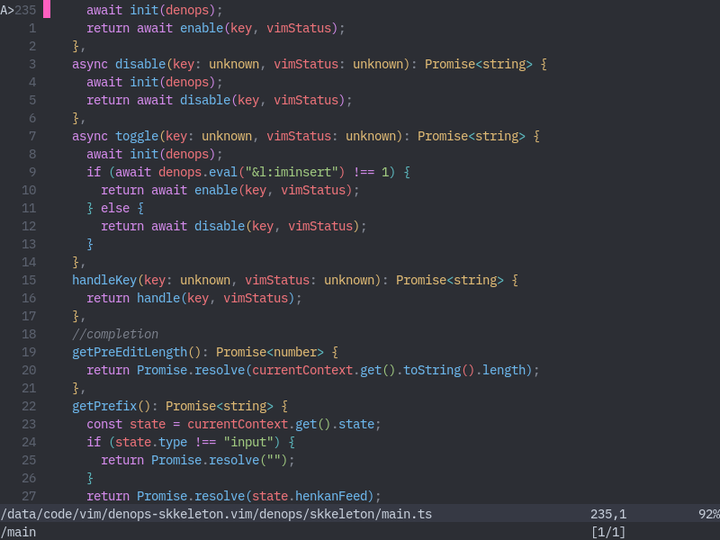 A>235     await init(denops);
1     return await enable(key, vimStatus);
2   },
3   async disable(key: unknown, vimStatus: unknown): Promise<string> {
4     await init(denops);
5     return await disable(key, vimStatus);
6   },
7   async toggle(key: unknown, vimStatus: unknown): Promise<string> {
8     await init(denops);
9     if (await denops.eval("&l:iminsert") !== 1) {
10       return await enable(key, vimStatus);
11     } else {
12       return await disable(key, vimStatus);
13     }
14   },
15   handleKey(key: unknown, vimStatus: unknown): Promise<string> {
16     return handle(key, vimStatus);
17   },
18   //completion
19   getPreEditLength(): Promise<number> {
20     return Promise.resolve(currentContext.get().toString().length);
21   },
22   getPrefix(): Promise<string> {
23     const state = currentContext.get().state;
24     if (state.type !== "input") {
25       return Promise.resolve("");
26     }
27     return Promise.resolve(state.henkanFeed);
/data/code/vim/denops-skkeleton.vim/denops/skkeleton/main.ts 235,1 92%
/main [1/1]